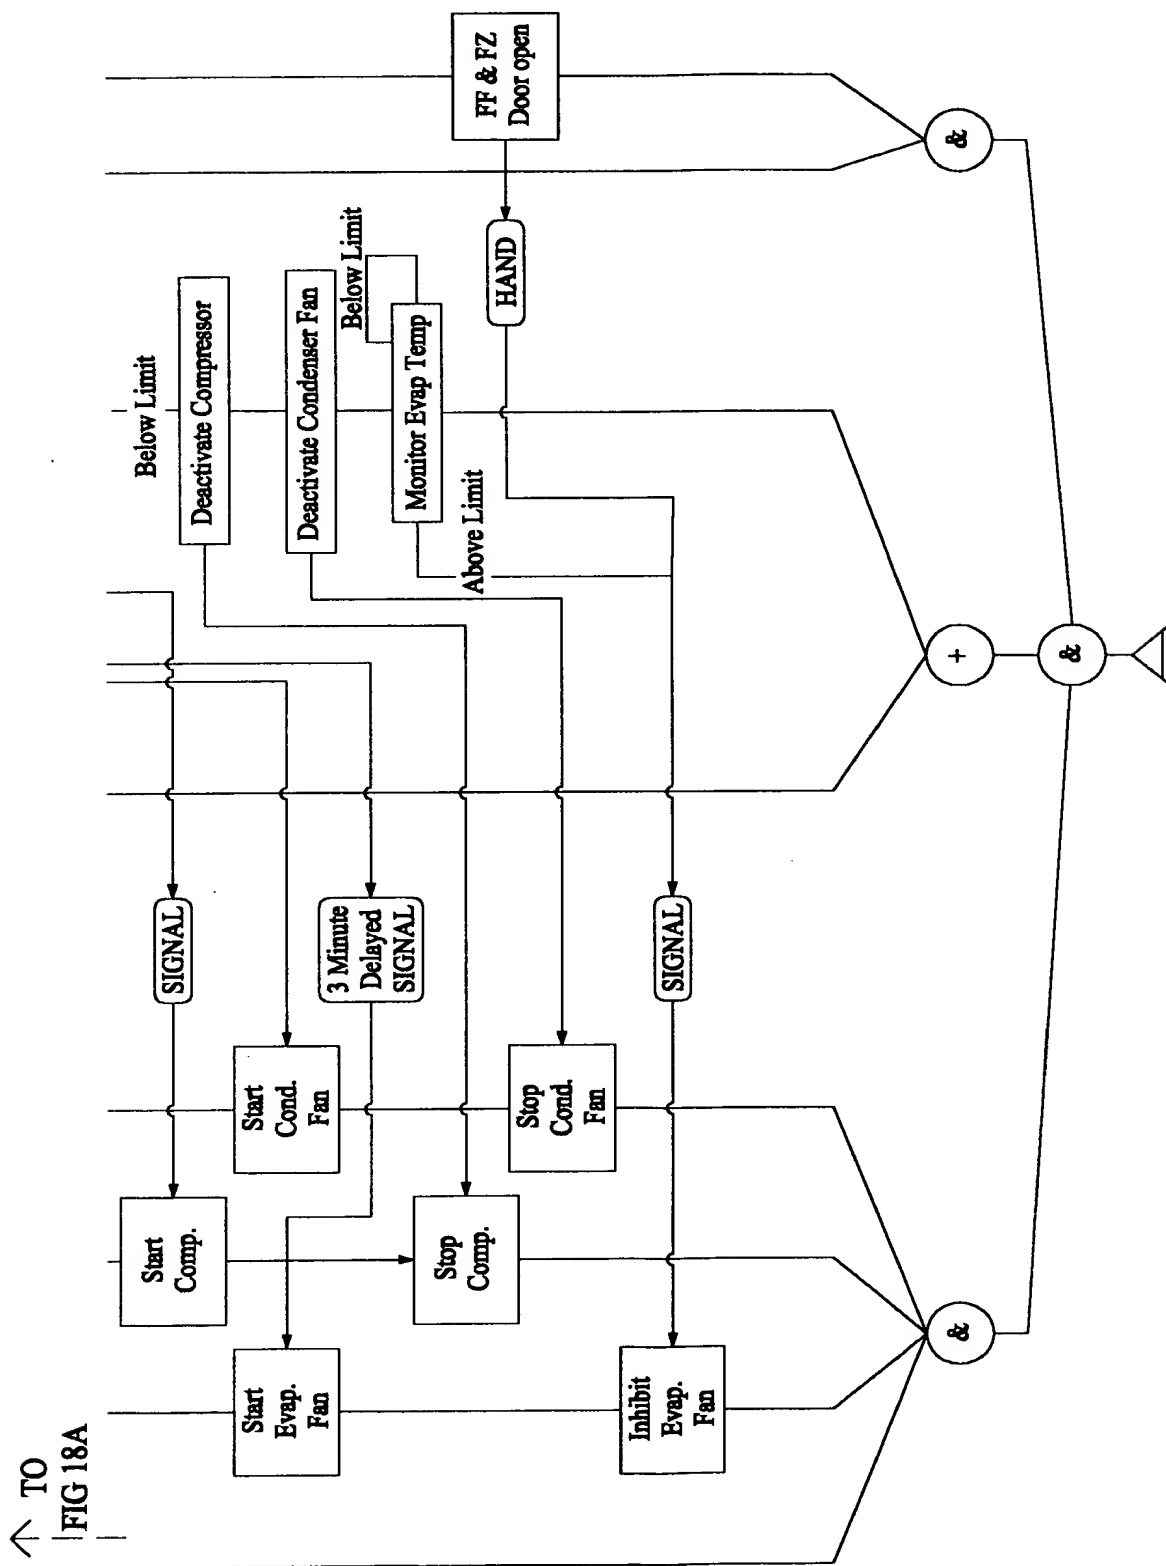 TO
FIG 18A
Start
Evap.
Fan
Inhibit
Evap.
Fan
Start
Comp.
Stop
Comp.
Start
Cond.
Fan
Stop
Cond.
Fan
SIGNAL
3 Minute
Delayed
SIGNAL
SIGNAL
Below Limit
Deactivate Compressor
Deactivate Condenser Fan
Below Limit
Monitor Evap Temp
Above Limit
HAND
FF & FZ
Door open
&
+
&
&